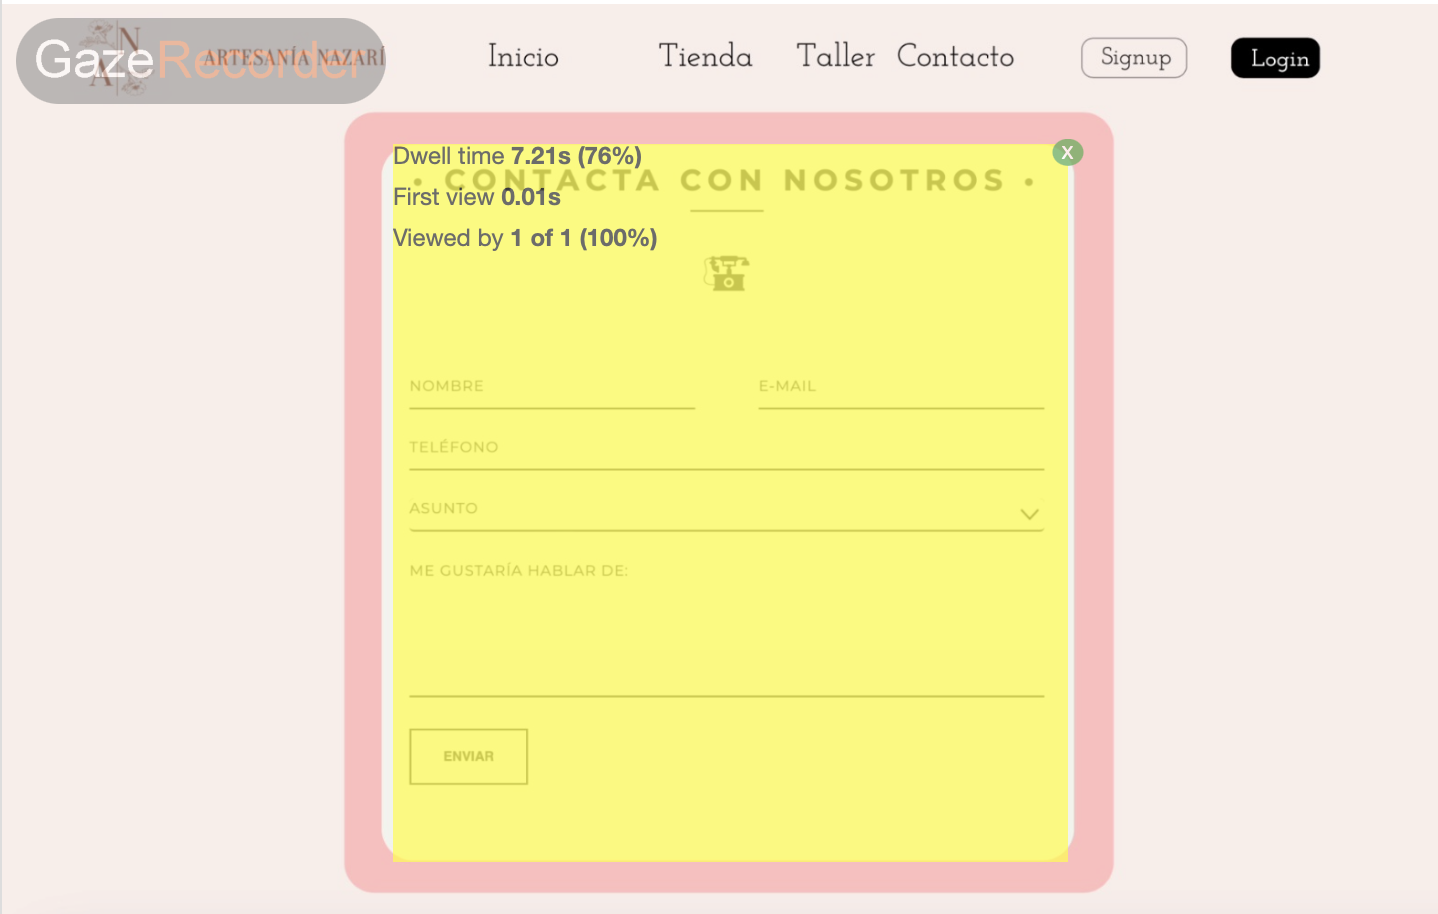 GazeRecorder
N
A
ARTESANÍA NAZARÍ
Inicio Tienda Taller Contacto Signup Login
Dwell time 7.21s (76%)
X
• CONTACTA CON NOSOTROS •
First view 0.01s
Viewed by 1 of 1 (100%)
NOMBRE E-MAIL
TELÉFONO
ASUNTO
ME GUSTARÍA HABLAR DE:
ENVIAR